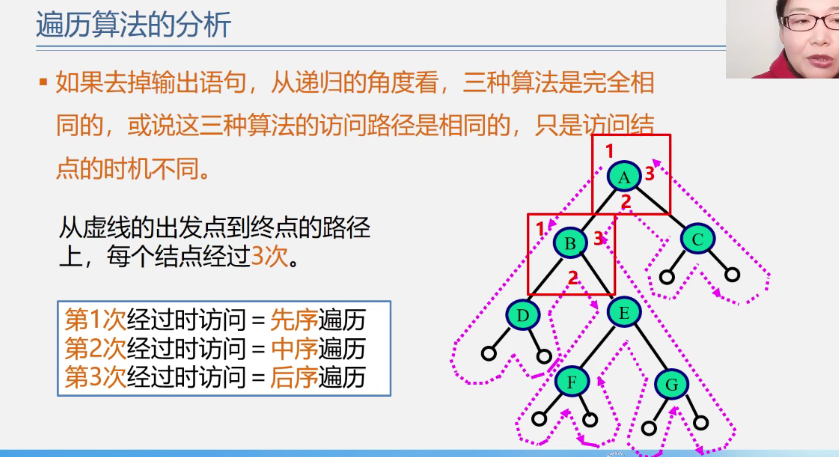 遍历算法的分析
如果去掉输出语句，从递归的角度看，三种算法是完全相
同的，或说这三种算法的访问路径是相同的，只是访问结
点的时机不同。
从虚线的出发点到终点的路径
上，每个结点经过3次。
第1次经过时访问＝先序遍历
第2次经过时访问＝中序遍历
第3次经过时访问＝后序遍历
1
A
3
2
1
B
3
C
2
D
E
F
G